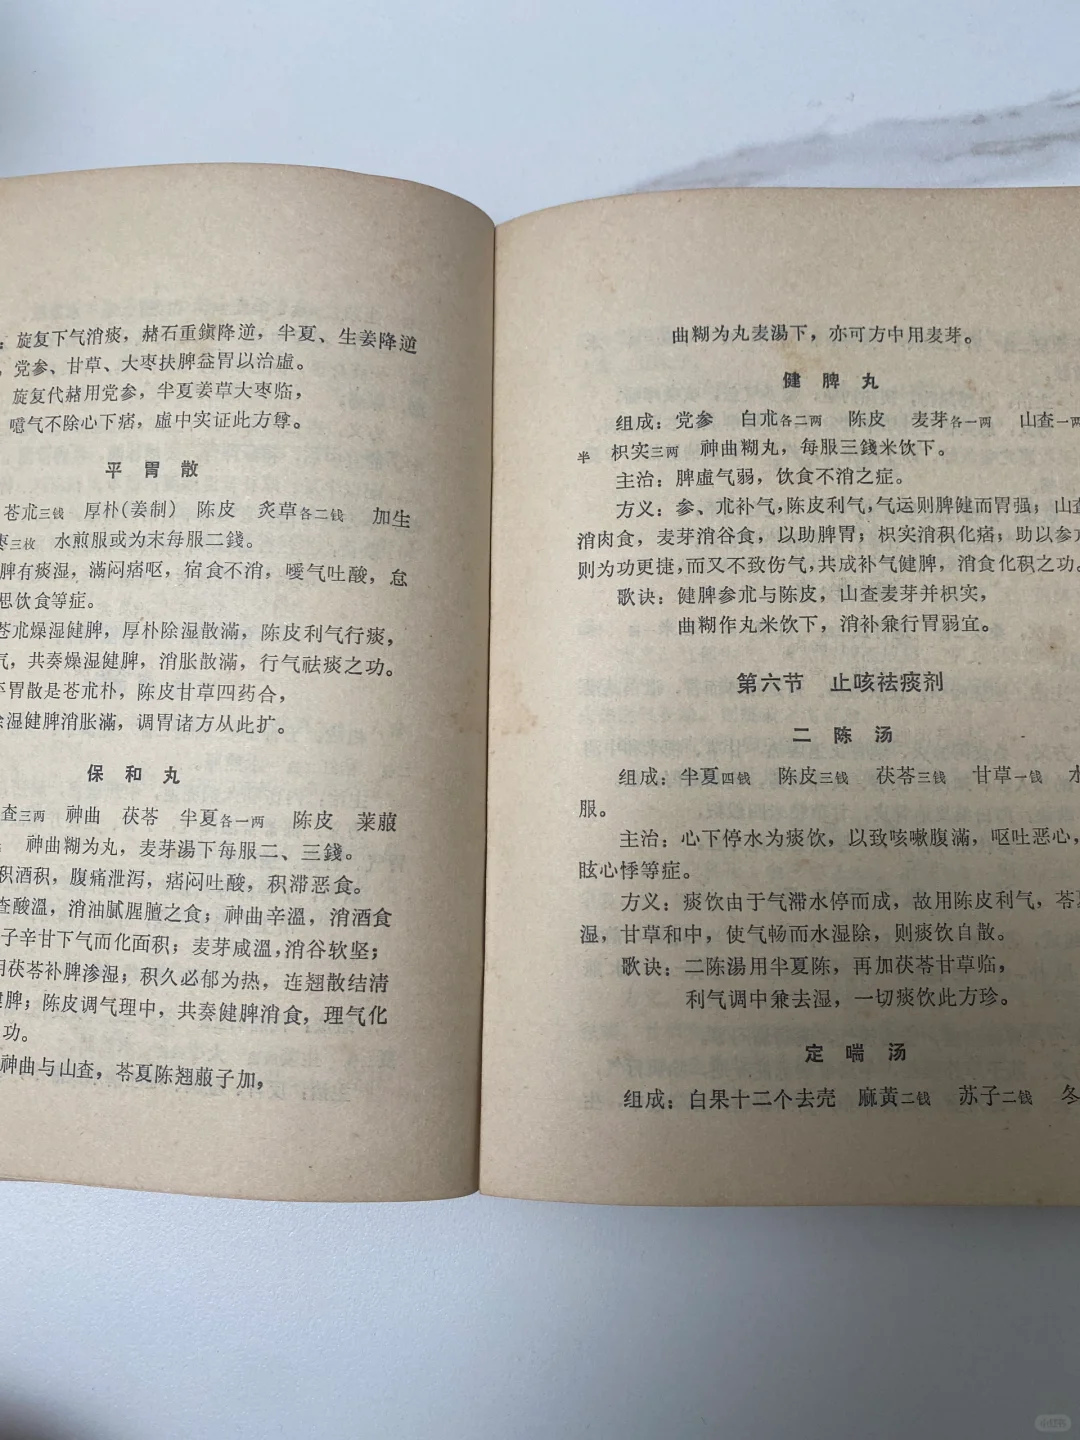 ：旋复下气消痰，赭石重鎭降逆，半夏、生姜降逆
，党参、甘草、大枣扶脾益胃以治虛。
旋复代赭用党参，半夏姜草大枣临，
噫气不除心下痞，虛中实证此方尊。
平胃散
苍朮三钱 厚朴(姜制) 陈皮 炙草各二钱 加生
枣三枚 水煎服或为末每服二錢。
脾有痰湿，滿闷痞呕，宿食不消，噯气吐酸，怠
思饮食等症。
苍朮燥湿健脾，厚朴除湿散滿，陈皮利气行痰，
气，共奏燥湿健脾，消胀散滿，行气祛痰之功。
平胃散是苍朮朴，陈皮甘草四药合，
除湿健脾消胀滿，调胃诸方从此扩。
保和丸
查三两 神曲 茯苓 半夏各一两 陈皮 莱菔
神曲糊为丸，麦芽湯下每服二、三錢。
积酒积，腹痛泄泻，痞闷吐酸，积滞恶食。
查酸溫，消油腻腥膻之食；神曲辛溫，消酒食
子辛甘下气而化面积；麦芽咸溫，消谷软坚；
用茯苓补脾渗湿；积久必郁为热，连翘散结清
健脾；陈皮调气理中，共奏健脾消食，理气化
功。
神曲与山查，苓夏陈翘菔子加，
曲糊为丸麦湯下，亦可方中用麦芽。
健脾丸
组成：党参 白朮各二两 陈皮 麦芽各一两 山查一两
半 枳实三两 神曲糊丸，每服三錢米饮下。
主治：脾虛气弱，饮食不消之症。
方义：参、朮补气，陈皮利气，气运则脾健而胃强；山查
消肉食，麦芽消谷食，以助脾胃；枳实消积化痞；助以参朮
则为功更捷，而又不致伤气，共成补气健脾，消食化积之功。
歌诀：健脾参朮与陈皮，山查麦芽并枳实，
曲糊作丸米饮下，消补兼行胃弱宜。
第六节 止咳祛痰剂
二陈汤
组成：半夏四钱 陈皮三钱 茯苓三钱 甘草一钱 水
服。
主治：心下停水为痰饮，以致咳嗽腹滿，呕吐恶心，
眩心悸等症。
方义：痰饮由于气滞水停而成，故用陈皮利气，苓夏
湿，甘草和中，使气畅而水湿除，则痰饮自散。
歌诀：二陈湯用半夏陈，再加茯苓甘草临，
利气调中兼去湿，一切痰饮此方珍。
定喘汤
组成：白果十二个去壳 麻黄二钱 苏子二钱 冬
小红书